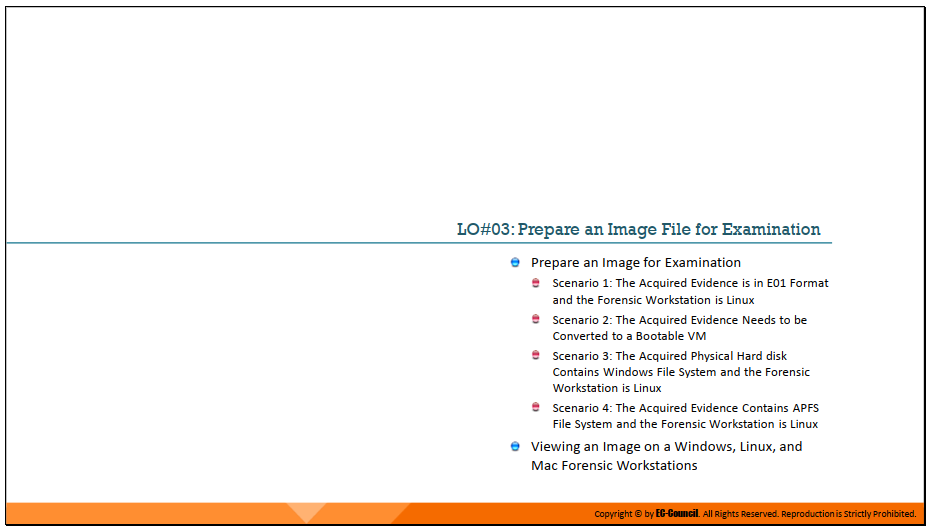 LO#03: Prepare an Image File for Examination
Prepare an Image for Examination
Scenario 1: The Acquired Evidence is in E01 Format
and the Forensic Workstation is Linux
Scenario 2: The Acquired Evidence Needs to be
Converted to a Bootable VM
Scenario 3: The Acquired Physical Hard disk
Contains Windows File System and the Forensic
Workstation is Linux
Scenario 4: The Acquired Evidence Contains APFS
File System and the Forensic Workstation is Linux
Viewing an Image on a Windows, Linux, and
Mac Forensic Workstations
Copyright © by EC-Council. All Rights Reserved. Reproduction is Strictly Prohibited.